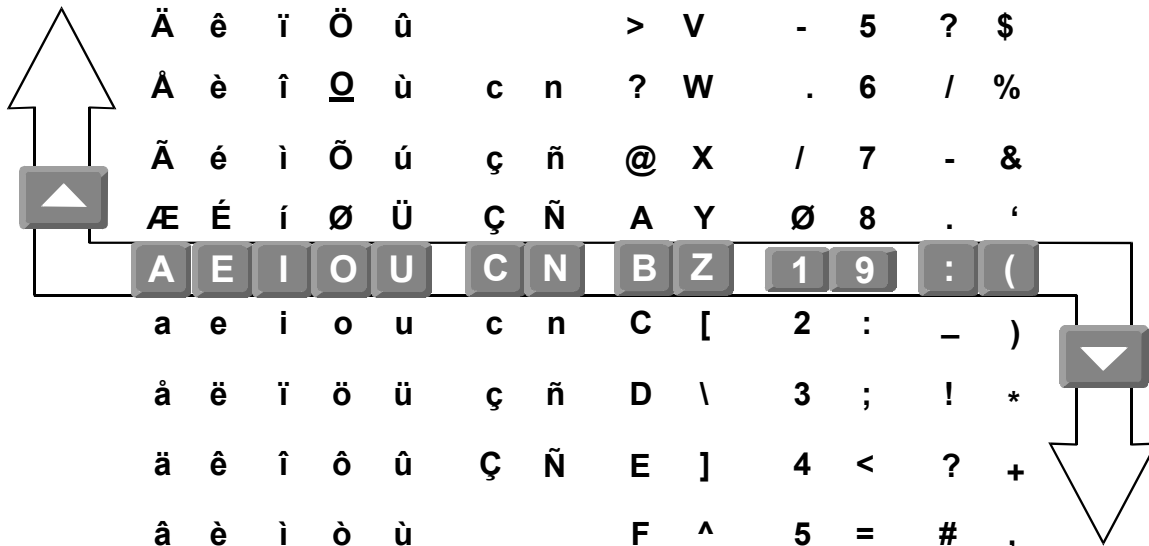 Ä ê ï Ö û > V - 5 ? $
Å è î O ù c n ? W . 6 / %
Ã é ì Õ ú ç ñ @ X / 7 - &
Æ É í Ø Ü Ç Ñ A Y Ø 8 . ‘
A E I O U C N B Z 1 9 : (
a e i o u c n C [ 2 : _ )
å ë ï ö ü ç ñ D \ 3 ; ! *
ä ê î ô û Ç Ñ E ] 4 < ? +
â è ì ò ù F ^ 5 = # ,